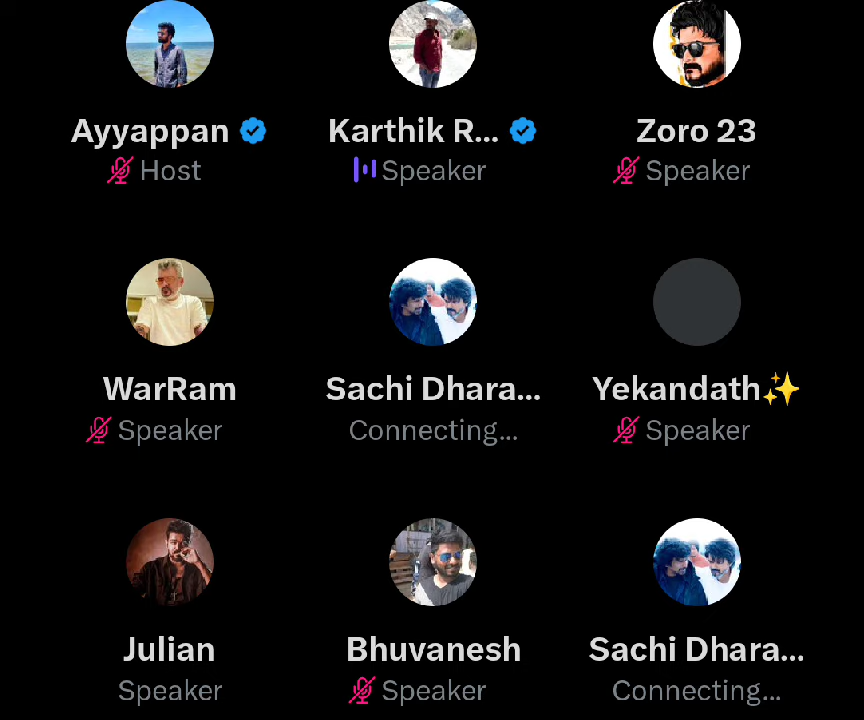 Ayyappan Karthik R... Zoro 23
Host Speaker Speaker
WarRam Sachi Dhara... Yekandath✨
Speaker Connecting... Speaker
Julian Bhuvanesh Sachi Dhara...
Speaker Speaker Connecting...